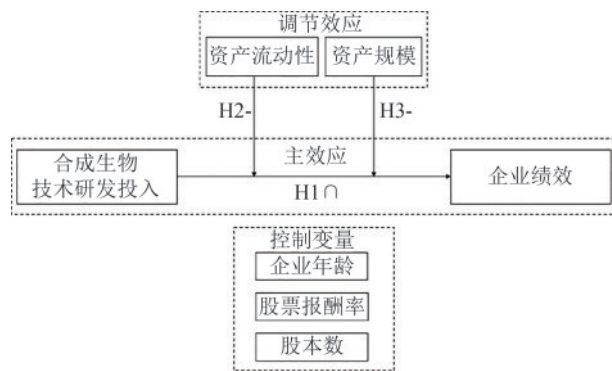 调节效应
资产流动性
资产规模
H2-
H3-
合成生物
技术研发投入
主效应
H1∩
企业绩效
控制变量
企业年龄
股票报酬率
股本数